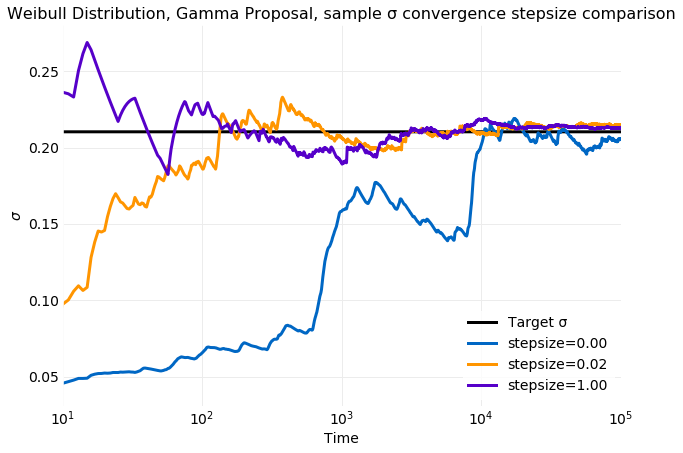 Weibull Distribution, Gamma Proposal, sample σ convergence stepsize comparison
0.25
0.20
0.15
0.10
0.05
σ
Target σ
stepsize=0.00
stepsize=0.02
stepsize=1.00
10¹ 10² 10³ 10⁴ 10⁵
Time